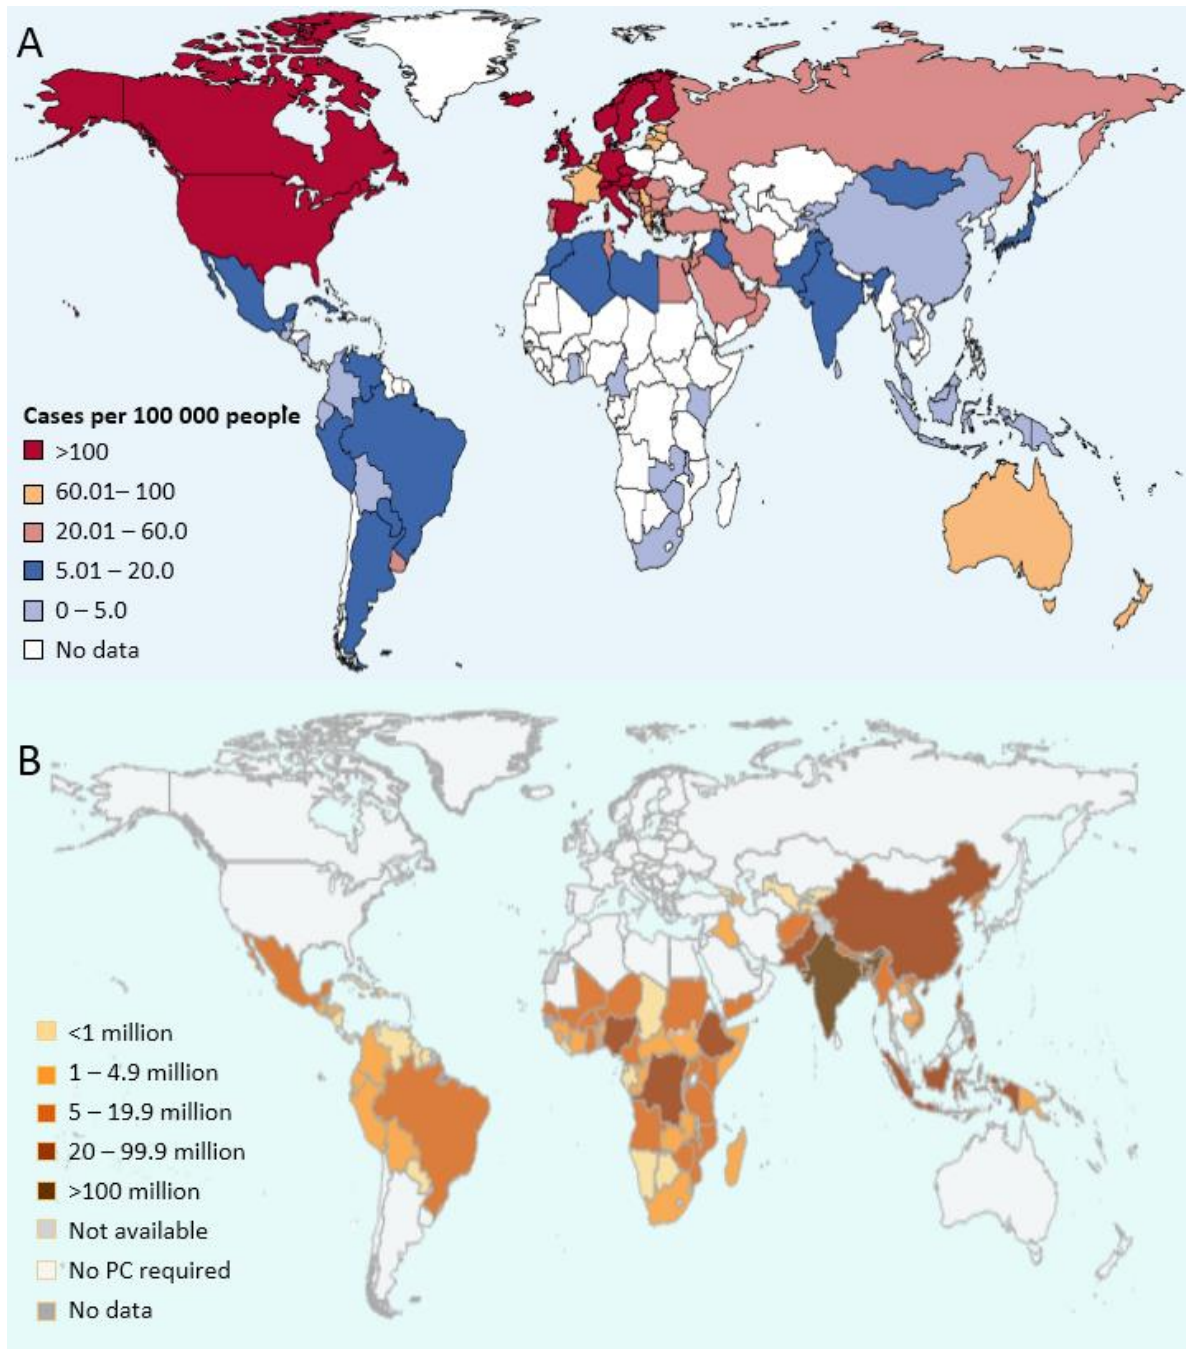 A
Cases per 100 000 people
>100
60.01– 100
20.01 – 60.0
5.01 – 20.0
0 – 5.0
No data
B
<1 million
1 – 4.9 million
5 – 19.9 million
20 – 99.9 million
>100 million
Not available
No PC required
No data